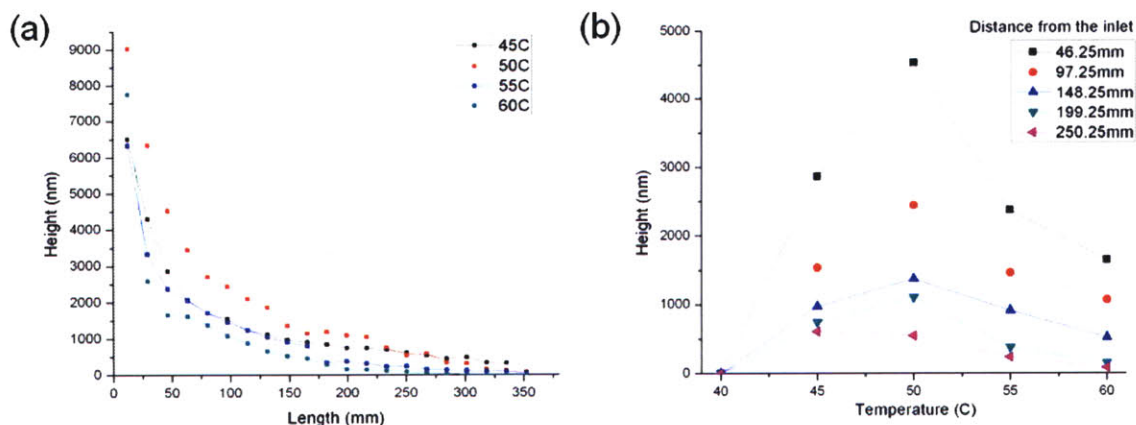 (a)
45C
50C
55C
60C
9000
8000
7000
6000
5000
4000
3000
2000
1000
0
Height (nm)
0 50 100 150 200 250 300 350
Length (mm)
(b)
Distance from the inlet
46.25mm
97.25mm
148.25mm
199.25mm
250.25mm
5000
4000
3000
2000
1000
0
Height (nm)
40 45 50 55 60
Temperature (C)